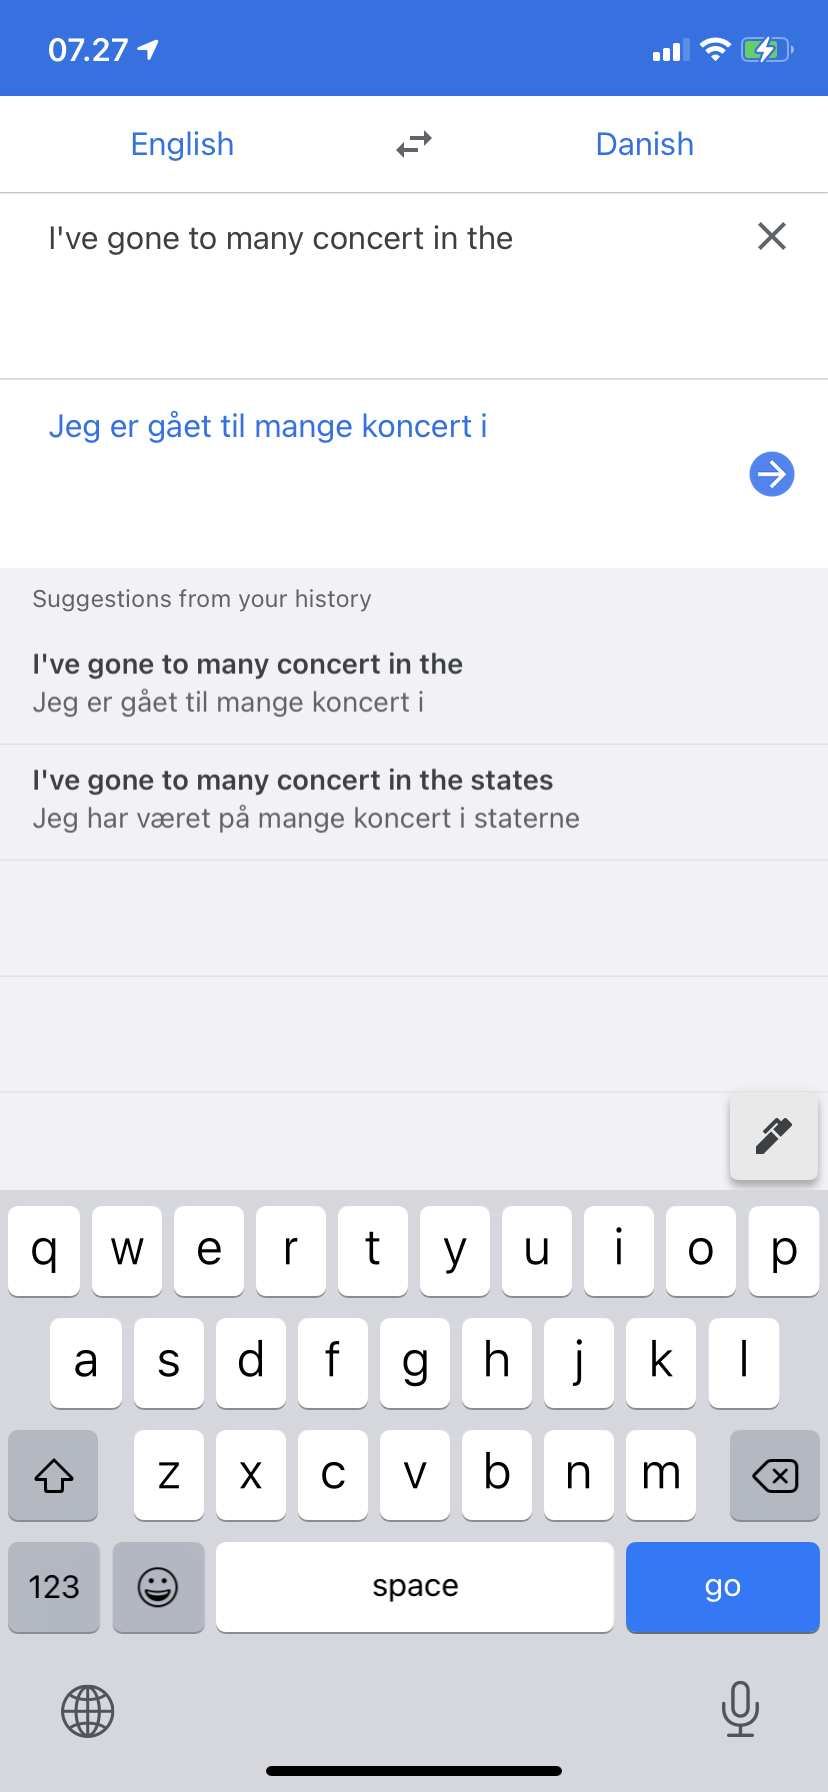 07.27
English Danish
I've gone to many concert in the
Jeg er gået til mange koncert i
Suggestions from your history
I've gone to many concert in the
Jeg er gået til mange koncert i
I've gone to many concert in the states
Jeg har været på mange koncert i staterne
q w e r t y u i o p
a s d f g h j k l
z x c v b n m
123 space go